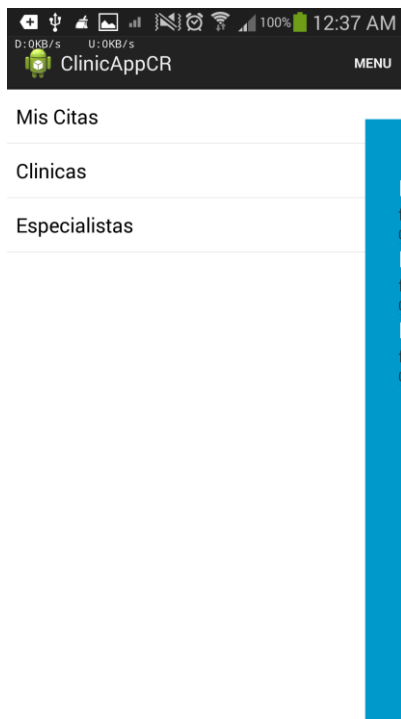 100% 12:37 AM
D:0KB/s U:0KB/s
ClinicAppCR MENU
Mis Citas
Clinicas
Especialistas